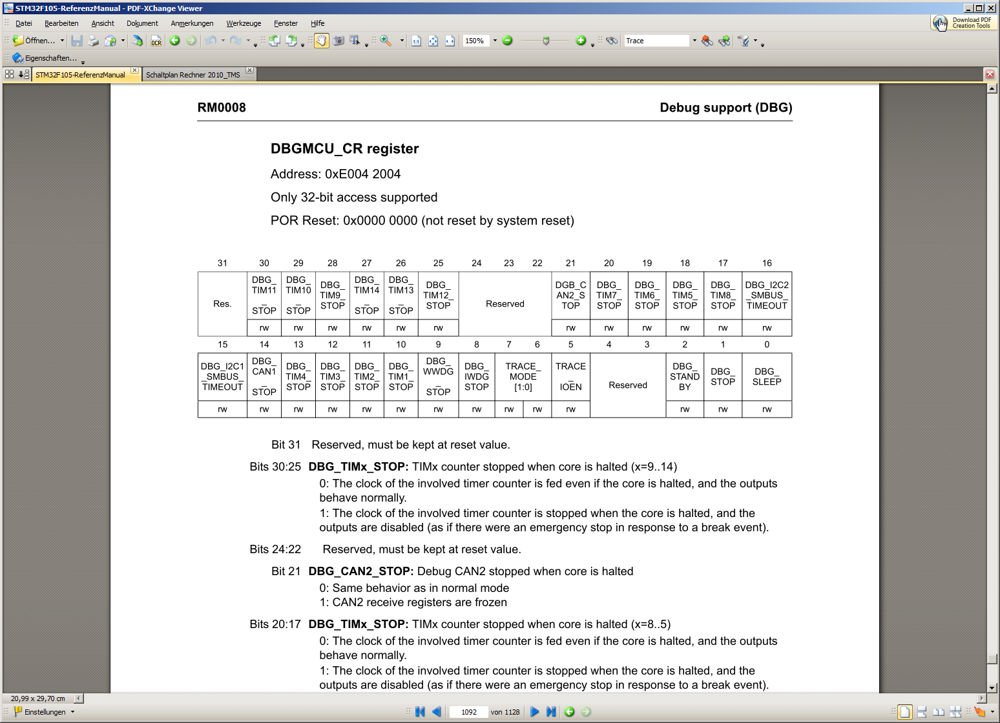 STM32F105-ReferenzManual - PDF-XChange Viewer
Datei Bearbeiten Ansicht Dokument Anmerkungen Werkzeuge Fenster Hilfe
Download PDF
Creation Tools
Öffnen... OCR 1:1 150% Trace
Eigenschaften...
STM32F105-ReferenzManual Schaltplan Rechner 2010_TMS
RM0008 Debug support (DBG)
DBGMCU_CR register
Address: 0xE004 2004
Only 32-bit access supported
POR Reset: 0x0000 0000 (not reset by system reset)
31 30 29 28 27 26 25 24 23 22 21 20 19 18 17 16
Res. DBG_TIM11_STOP DBG_TIM10_STOP DBG_TIM9_STOP DBG_TIM14_STOP DBG_TIM13_STOP DBG_TIM12_STOP Reserved DGB_CAN2_STOP DBG_TIM7_STOP DBG_TIM6_STOP DBG_TIM5_STOP DBG_TIM8_STOP DBG_I2C2_SMBUS_TIMEOUT
rw rw rw rw rw rw rw rw rw rw rw rw
15 14 13 12 11 10 9 8 7 6 5 4 3 2 1 0
DBG_I2C1_SMBUS_TIMEOUT DBG_CAN1_STOP DBG_TIM4_STOP DBG_TIM3_STOP DBG_TIM2_STOP DBG_TIM1_STOP DBG_WWDG_STOP DBG_IWDG STOP TRACE_MODE [1:0] TRACE_IOEN Reserved DBG_STANDBY DBG_STOP DBG_SLEEP
rw rw rw rw rw rw rw rw rw rw rw rw rw rw
Bit 31 Reserved, must be kept at reset value.
Bits 30:25 DBG_TIMx_STOP: TIMx counter stopped when core is halted (x=9..14)
0: The clock of the involved timer counter is fed even if the core is halted, and the outputs
behave normally.
1: The clock of the involved timer counter is stopped when the core is halted, and the
outputs are disabled (as if there were an emergency stop in response to a break event).
Bits 24:22 Reserved, must be kept at reset value.
Bit 21 DBG_CAN2_STOP: Debug CAN2 stopped when core is halted
0: Same behavior as in normal mode
1: CAN2 receive registers are frozen
Bits 20:17 DBG_TIMx_STOP: TIMx counter stopped when core is halted (x=8..5)
0: The clock of the involved timer counter is fed even if the core is halted, and the outputs
behave normally.
1: The clock of the involved timer counter is stopped when the core is halted, and the
outputs are disabled (as if there were an emergency stop in response to a break event).
20,99 x 29,70 cm
Einstellungen 1092 von 1128